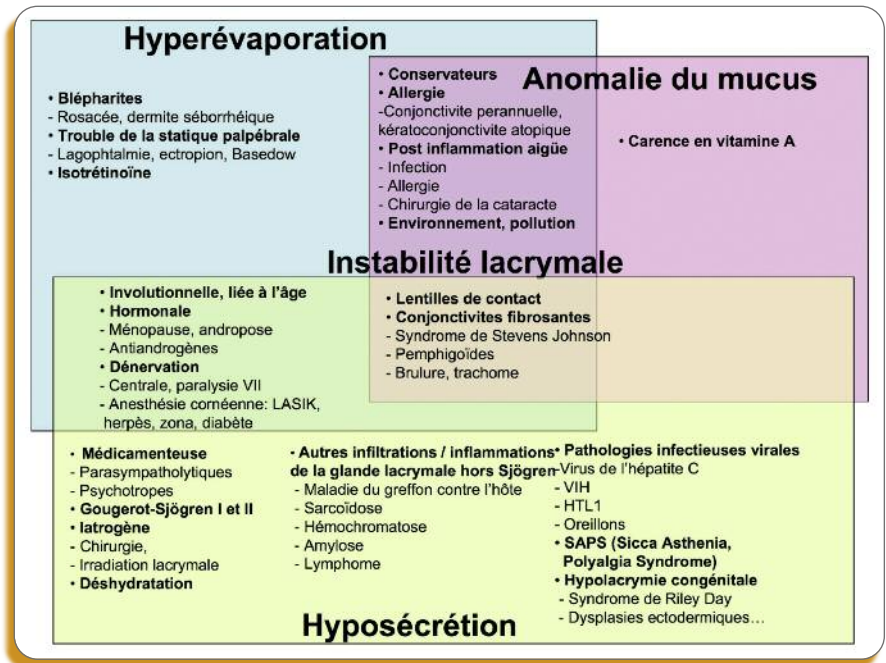 Hyperévaporation
• Blépharites
- Rosacée, dermite séborrhéique
• Trouble de la statique palpébrale
- Lagophtalmie, ectropion, Basedow
• Isotrétinoïne
• Conservateurs
• Allergie
-Conjonctivite perannuelle,
kératoconjonctivite atopique
• Post inflammation aigüe
- Infection
- Allergie
- Chirurgie de la cataracte
• Environnement, pollution
Anomalie du mucus
• Carence en vitamine A
Instabilité lacrymale
• Involutionnelle, liée à l'âge
• Hormonale
- Ménopause, andropose
- Antiandrogènes
• Dénervation
- Centrale, paralysie VII
- Anesthésie cornéenne: LASIK,
herpès, zona, diabète
• Lentilles de contact
• Conjonctivites fibrosantes
- Syndrome de Stevens Johnson
- Pemphigoïdes
- Brulure, trachome
• Médicamenteuse
- Parasympatholytiques
- Psychotropes
• Gougerot-Sjögren I et II
• Iatrogène
- Chirurgie,
- Irradiation lacrymale
• Déshydratation
• Autres infiltrations / inflammations
de la glande lacrymale hors Sjögren
- Maladie du greffon contre l'hôte
- Sarcoïdose
- Hémochromatose
- Amylose
- Lymphome
• Pathologies infectieuses virales
-Virus de l'hépatite C
- VIH
- HTL1
- Oreillons
• SAPS (Sicca Asthenia,
Polyalgia Syndrome)
• Hypolacrymie congénitale
- Syndrome de Riley Day
- Dysplasies ectodermiques…
Hyposécrétion